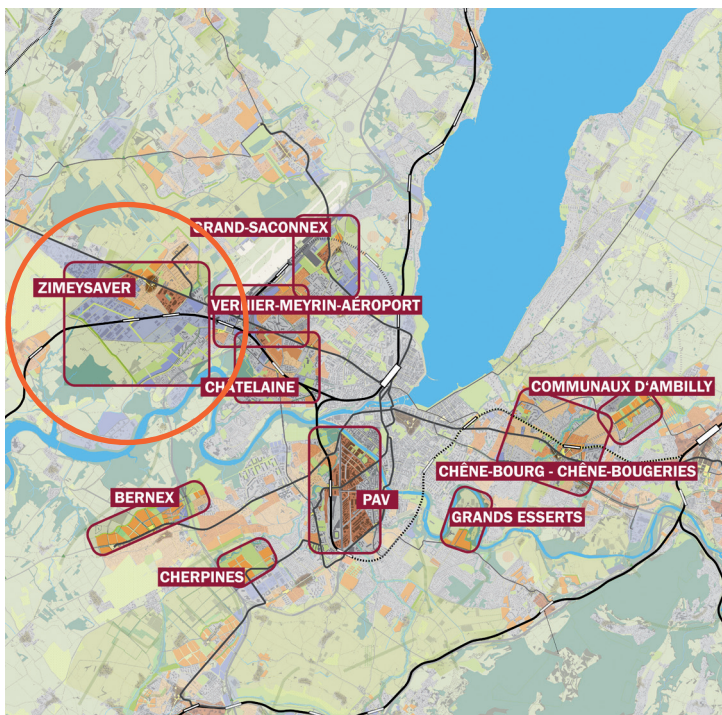 GRAND-SACONNEX
ZIMEYSAVER
VERNIER-MEYRIN-AÉROPORT
CHATELAINE
COMMUNAUX D'AMBILLY
CHÊNE-BOURG - CHÊNE-BOUGERIES
BERNEX
PAV
GRANDS ESSERTS
CHERPINES